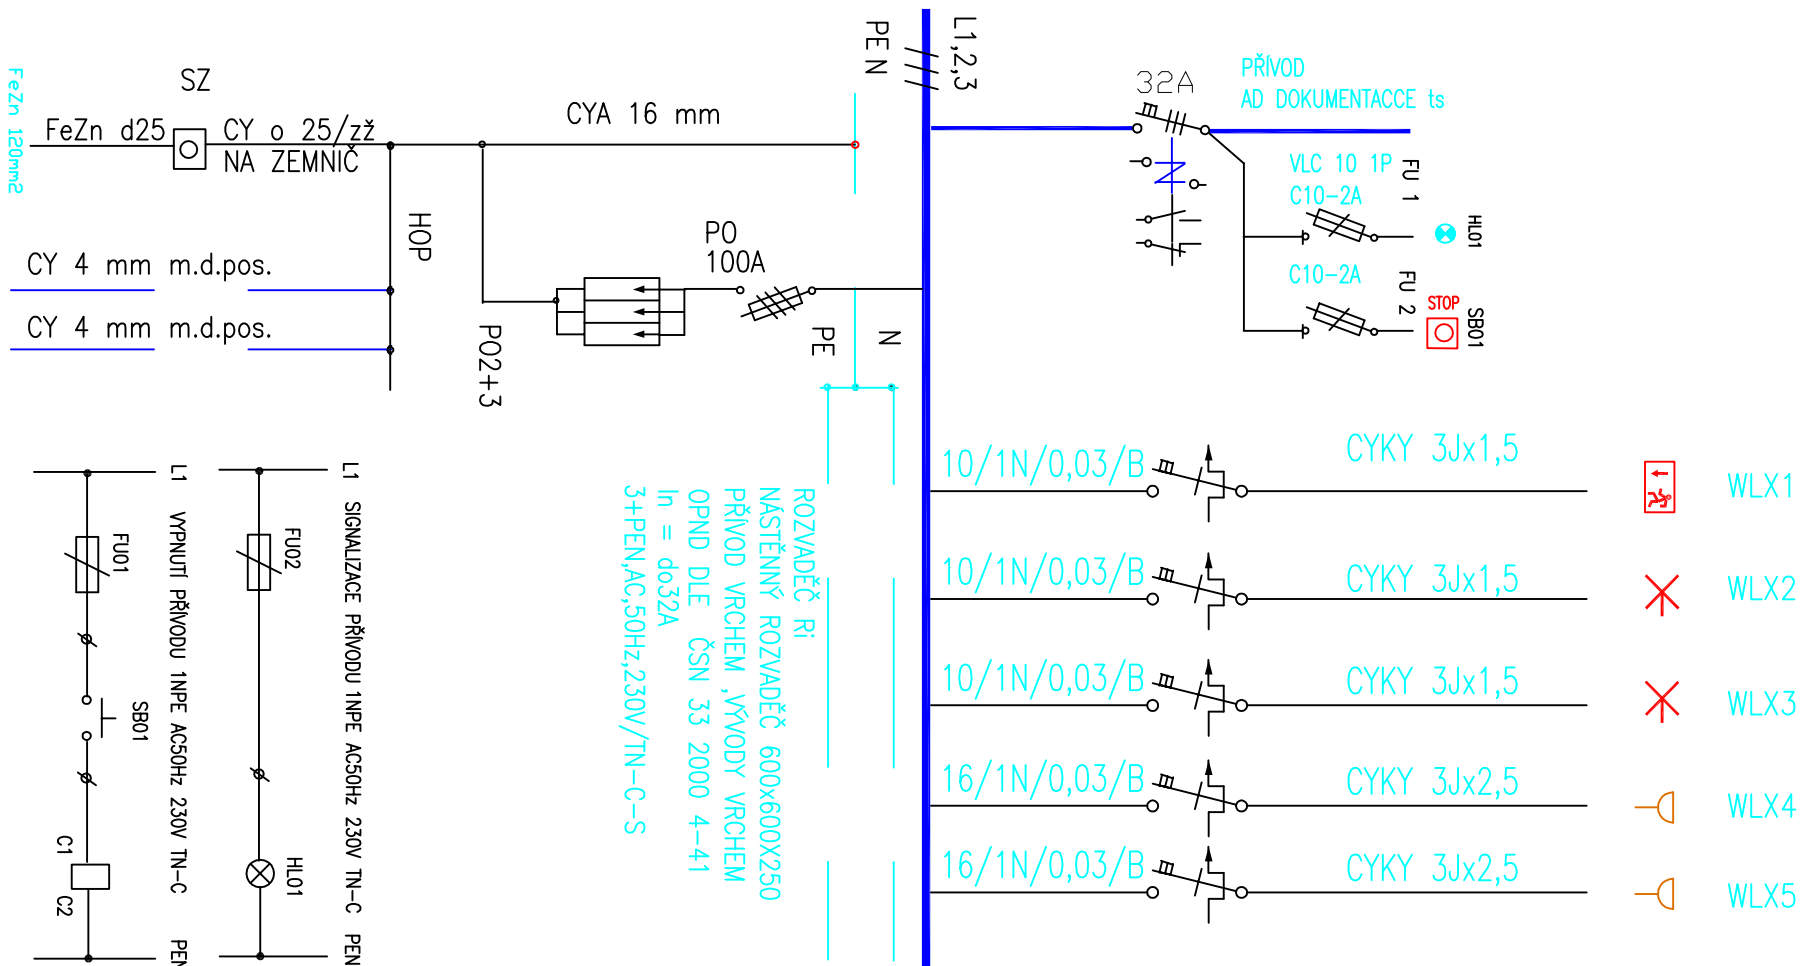 FeZn 120mm2
SZ
FeZn d25
CY o 25/zž
NA ZEMNIČ
CYA 16 mm
HOP
CY 4 mm m.d.pos.
CY 4 mm m.d.pos.
PO
100A
PO2+3
PE
N
PE N
L1,2,3
32A
PŘÍVOD
AD DOKUMENTACCE ts
VLC 10 1P
C10-2A
FU 1
HL01
C10-2A
FU 2
STOP
SB01
10/1N/0,03/B
CYKY 3Jx1,5
WLX1
10/1N/0,03/B
CYKY 3Jx1,5
WLX2
10/1N/0,03/B
CYKY 3Jx1,5
WLX3
16/1N/0,03/B
CYKY 3Jx2,5
WLX4
16/1N/0,03/B
CYKY 3Jx2,5
WLX5
ROZVADĚČ Ri
NÁSTĚNNÝ ROZVADĚČ 600x600X250
PŘÍVOD VRCHEM ,VÝVODY VRCHEM
OPND DLE ČSN 33 2000 4-41
In = do32A
3+PEN,AC,50Hz,230V/TN-C-S
L1 SIGNALIZACE PŘÍVODU 1NPE AC50Hz 230V TN-C PEN
FU02
HL01
L1 VYPNUTÍ PŘÍVODU 1NPE AC50Hz 230V TN-C PEN
FU01
SB01
C1
C2